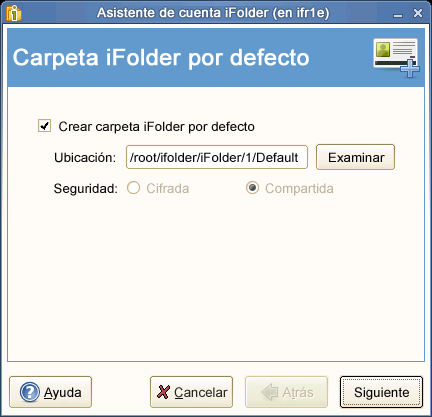 Asistente de cuenta iFolder (en ifr1e)
Carpeta iFolder por defecto
Crear carpeta iFolder por defecto
Ubicación: /root/ifolder/iFolder/1/Default Examinar
Seguridad: Cifrada Compartida
Ayuda Cancelar Atrás Siguiente